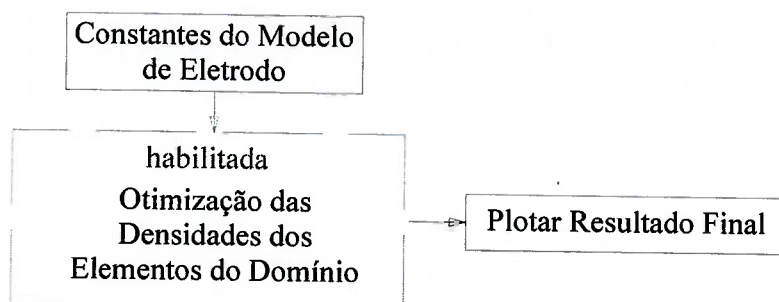 Constantes do Modelo
de Eletrodo
habilitada
Otimização das
Densidades dos
Elementos do Domínio
Plotar Resultado Final